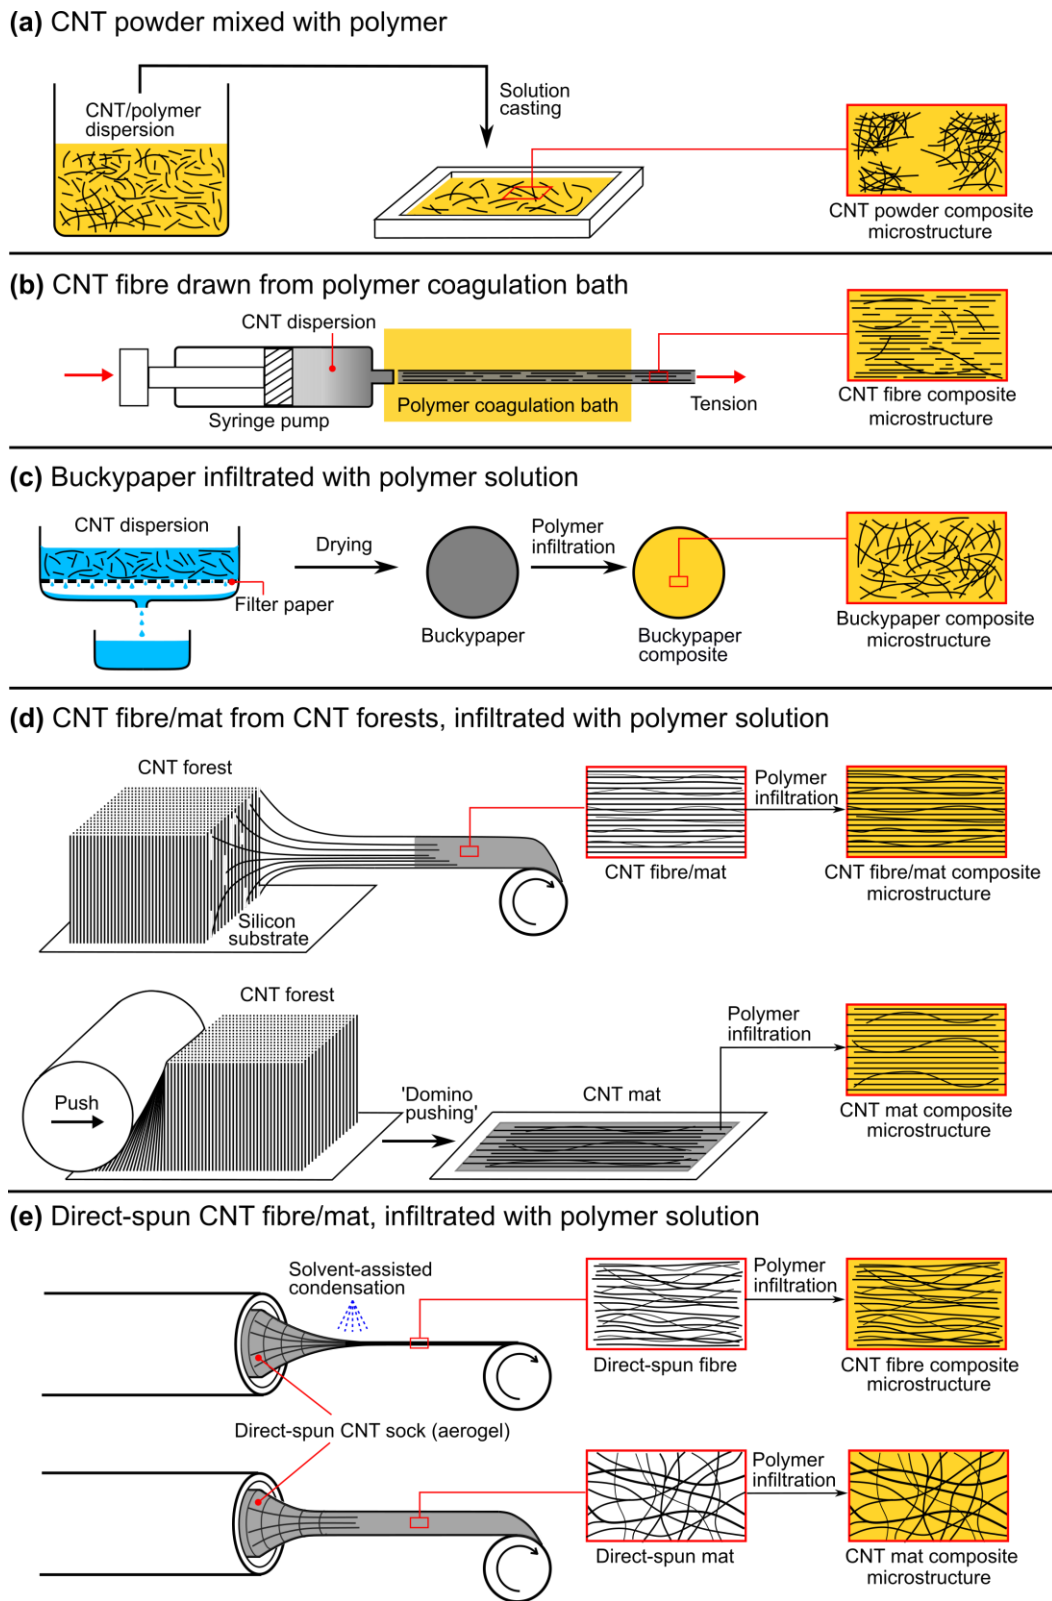 (a) CNT powder mixed with polymer
CNT/polymer
dispersion
Solution
casting
CNT powder composite
microstructure
(b) CNT fibre drawn from polymer coagulation bath
CNT dispersion
Syringe pump
Polymer coagulation bath
Tension
CNT fibre composite
microstructure
(c) Buckypaper infiltrated with polymer solution
CNT dispersion
Filter paper
Drying
Buckypaper
Polymer
infiltration
Buckypaper
composite
Buckypaper composite
microstructure
(d) CNT fibre/mat from CNT forests, infiltrated with polymer solution
CNT forest
Silicon
substrate
CNT fibre/mat
Polymer
infiltration
CNT fibre/mat composite
microstructure
CNT forest
Push
'Domino
pushing'
CNT mat
Polymer
infiltration
CNT mat composite
microstructure
(e) Direct-spun CNT fibre/mat, infiltrated with polymer solution
Solvent-assisted
condensation
Direct-spun fibre
Polymer
infiltration
CNT fibre composite
microstructure
Direct-spun CNT sock (aerogel)
Direct-spun mat
Polymer
infiltration
CNT mat composite
microstructure